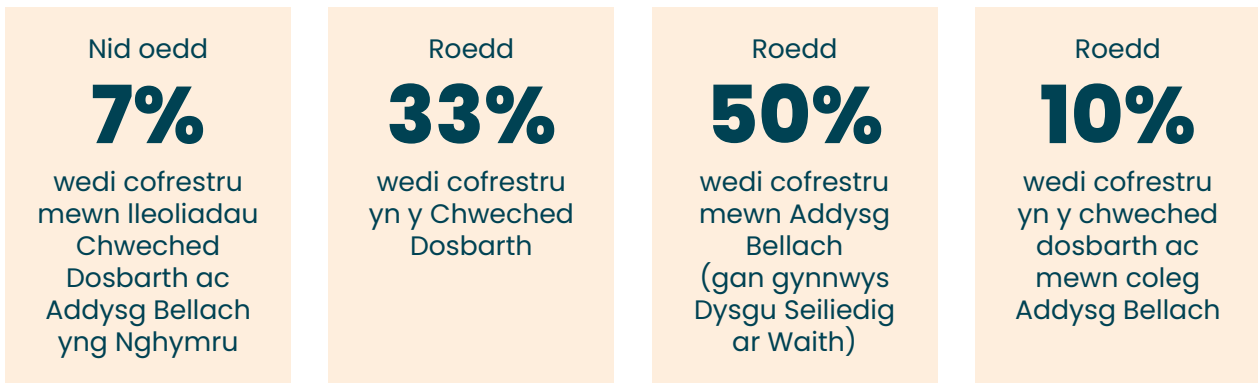 Nid oedd
7%
wedi cofrestru
mewn lleoliadau
Chweched
Dosbarth ac
Addysg Bellach
yng Nghymru
Roedd
33%
wedi cofrestru
yn y Chweched
Dosbarth
Roedd
50%
wedi cofrestru
mewn Addysg
Bellach
(gan gynnwys
Dysgu Seiliedig
ar Waith)
Roedd
10%
wedi cofrestru
yn y chweched
dosbarth ac
mewn coleg
Addysg Bellach